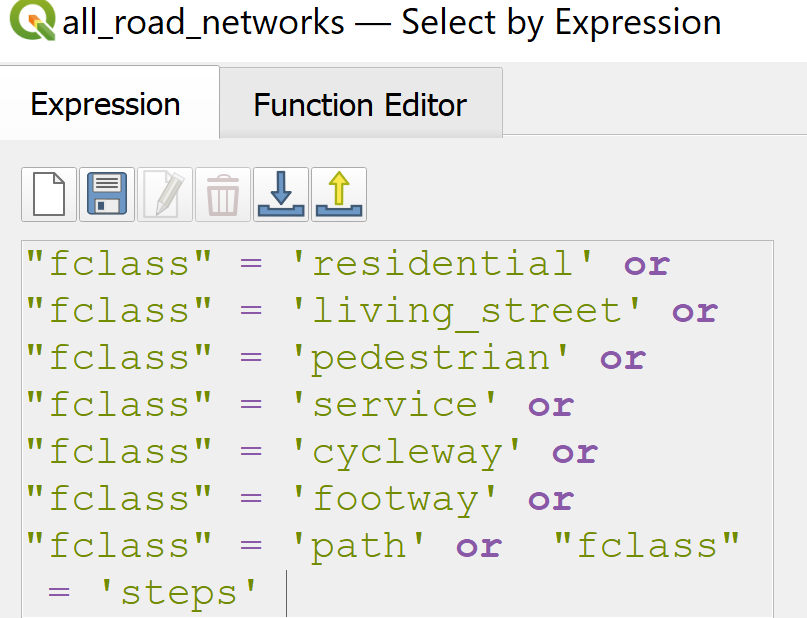 all_road_networks — Select by Expression
Expression Function Editor
"fclass" = 'residential' or
"fclass" = 'living_street' or
"fclass" = 'pedestrian' or
"fclass" = 'service' or
"fclass" = 'cycleway' or
"fclass" = 'footway' or
"fclass" = 'path' or  "fclass"
 = 'steps'